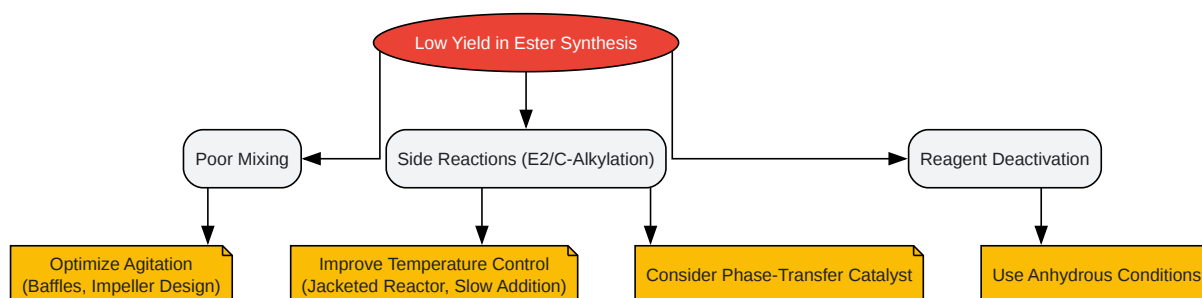 Low Yield in Ester Synthesis
Poor Mixing
Side Reactions (E2/C-Alkylation)
Reagent Deactivation
Optimize Agitation
(Baffles, Impeller Design)
Improve Temperature Control
(Jacketed Reactor, Slow Addition)
Consider Phase-Transfer Catalyst
Use Anhydrous Conditions